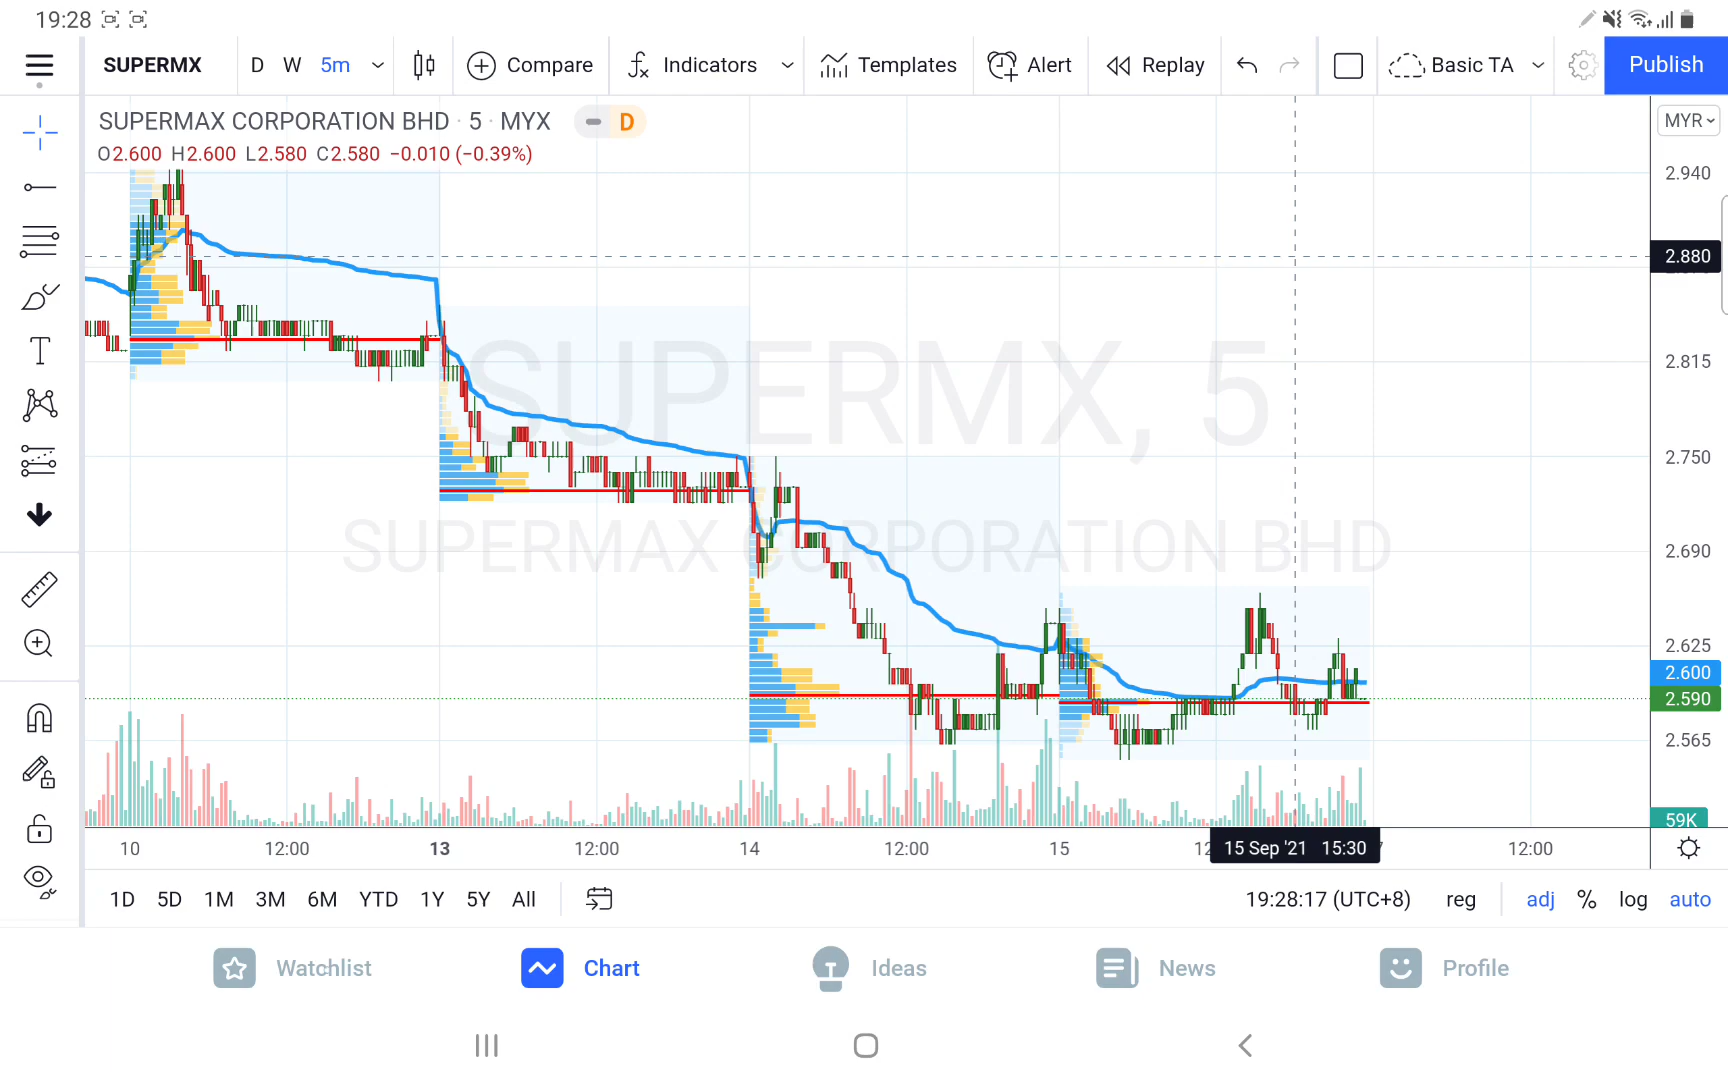 19:28
SUPERMX D W 5m Compare Indicators Templates Alert Replay Basic TA Publish
SUPERMAX CORPORATION BHD · 5 · MYX D MYR
O2.600 H2.600 L2.580 C2.580 −0.010 (−0.39%)
2.940
2.880
2.815
SUPERMX, 5
2.750
SUPERMAX CORPORATION BHD
2.690
2.625
2.600
2.590
2.565
59K
10 12:00 13 12:00 14 12:00 15 15 Sep '21 15:30 12:00
1D 5D 1M 3M 6M YTD 1Y 5Y All 19:28:17 (UTC+8) reg adj % log auto
Watchlist Chart Ideas News Profile